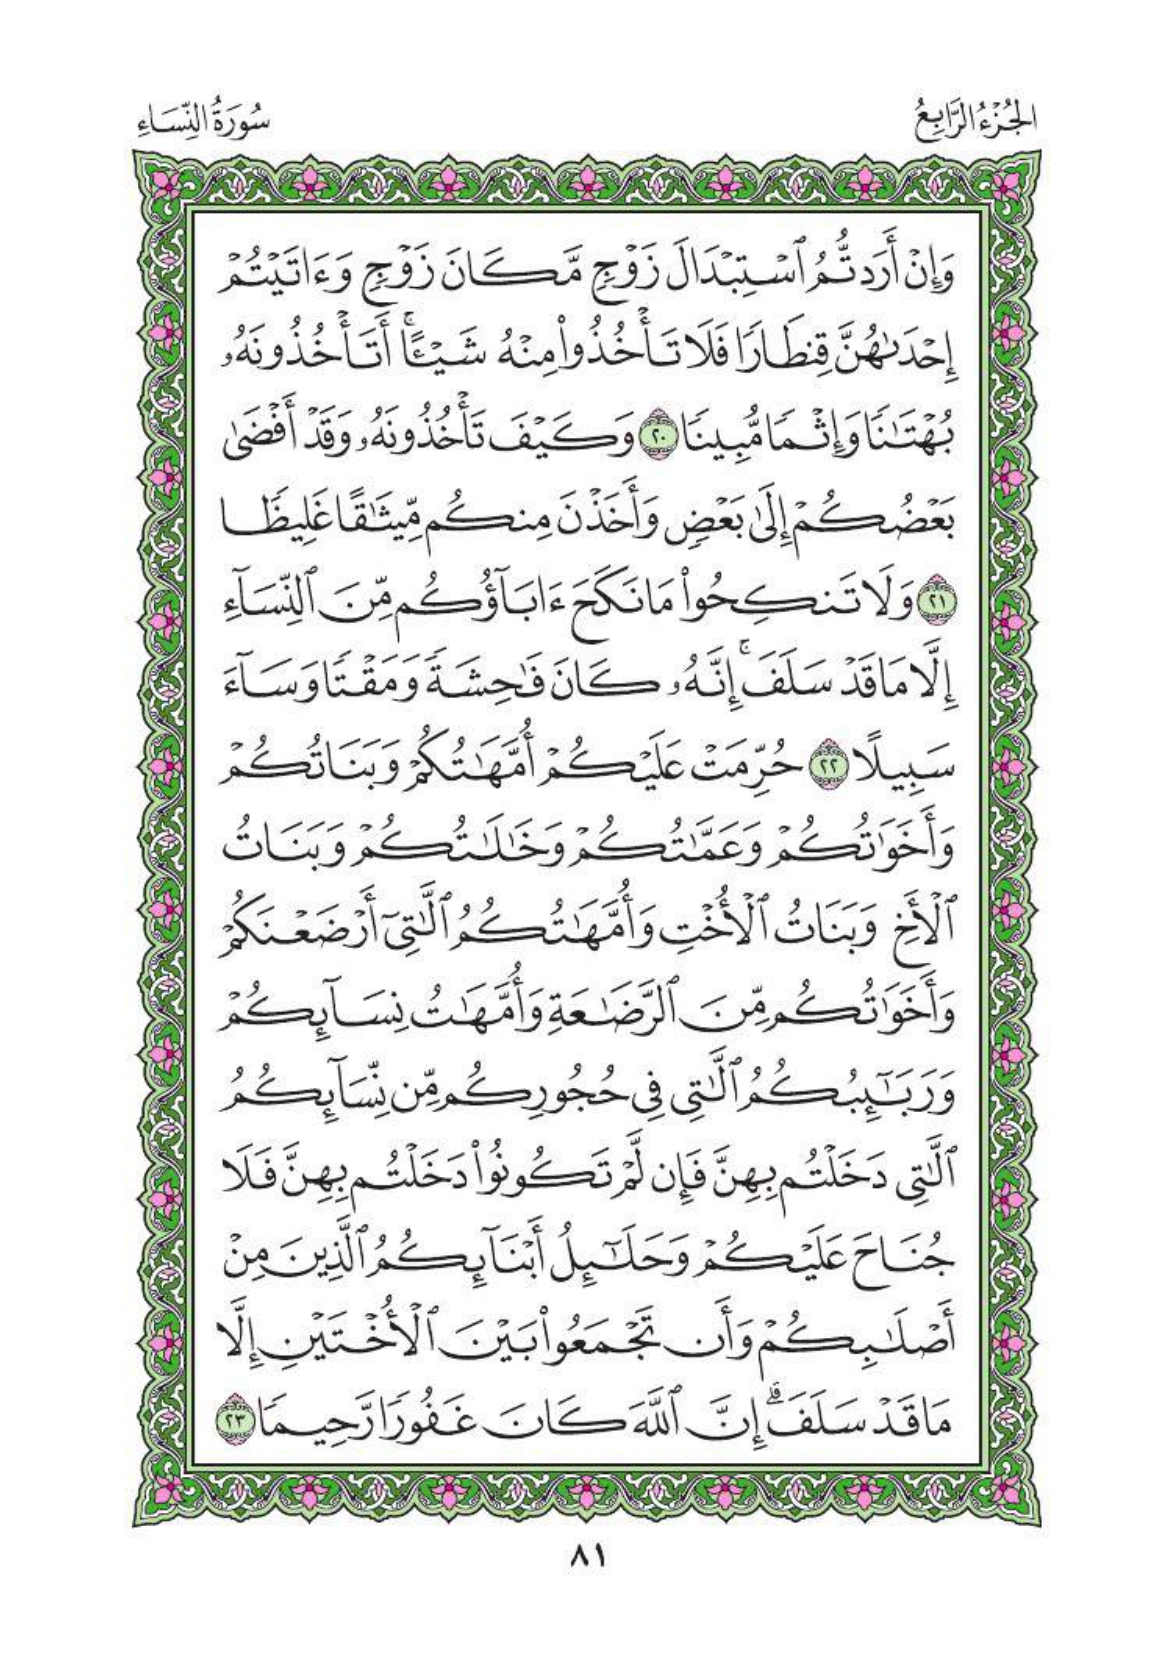 الجُزْءُ الرَّابِعُ
سُورَةُ النِّسَاءِ
وَإِنْ أَرَدتُّمُ ٱسْتِبْدَالَ زَوْجٍ مَّكَانَ زَوْجٍ وَءَاتَيْتُمْ
إِحْدَىٰهُنَّ قِنطَارًا فَلَا تَأْخُذُوا۟ مِنْهُ شَيْـًٔا ۚ أَتَأْخُذُونَهُۥ
بُهْتَـٰنًا وَإِثْمًا مُّبِينًا ٢٠ وَكَيْفَ تَأْخُذُونَهُۥ وَقَدْ أَفْضَىٰ
بَعْضُكُمْ إِلَىٰ بَعْضٍ وَأَخَذْنَ مِنكُم مِّيثَـٰقًا غَلِيظًا
٢١ وَلَا تَنكِحُوا۟ مَا نَكَحَ ءَابَآؤُكُم مِّنَ ٱلنِّسَآءِ
إِلَّا مَا قَدْ سَلَفَ ۚ إِنَّهُۥ كَانَ فَـٰحِشَةً وَمَقْتًا وَسَآءَ
سَبِيلًا ٢٢ حُرِّمَتْ عَلَيْكُمْ أُمَّهَـٰتُكُمْ وَبَنَاتُكُمْ
وَأَخَوَٰتُكُمْ وَعَمَّـٰتُكُمْ وَخَـٰلَـٰتُكُمْ وَبَنَاتُ
ٱلْأَخِ وَبَنَاتُ ٱلْأُخْتِ وَأُمَّهَـٰتُكُمُ ٱلَّـٰتِىٓ أَرْضَعْنَكُمْ
وَأَخَوَٰتُكُم مِّنَ ٱلرَّضَـٰعَةِ وَأُمَّهَـٰتُ نِسَآئِكُمْ
وَرَبَـٰٓئِبُكُمُ ٱلَّـٰتِى فِى حُجُورِكُم مِّن نِّسَآئِكُمُ
ٱلَّـٰتِى دَخَلْتُم بِهِنَّ فَإِن لَّمْ تَكُونُوا۟ دَخَلْتُم بِهِنَّ فَلَا
جُنَاحَ عَلَيْكُمْ وَحَلَـٰٓئِلُ أَبْنَآئِكُمُ ٱلَّذِينَ مِنْ
أَصْلَـٰبِكُمْ وَأَن تَجْمَعُوا۟ بَيْنَ ٱلْأُخْتَيْنِ إِلَّا
مَا قَدْ سَلَفَ ۗ إِنَّ ٱللَّهَ كَانَ غَفُورًا رَّحِيمًا ٢٣
٨١